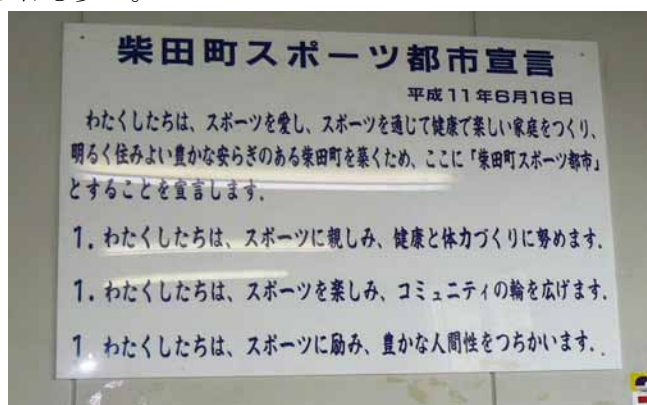 柴田町スポーツ都市宣言
平成11年6月16日
わたくしたちは、スポーツを愛し、スポーツを通じて健康で楽しい家庭をつくり、
明るく住みよい豊かな安らぎのある柴田町を築くため、ここに「柴田町スポーツ都市」
とすることを宣言します.
1. わたくしたちは、スポーツに親しみ、健康と体力づくりに努めます.
1. わたくしたちは、スポーツを楽しみ、コミュニティの輪を広げます.
1. わたくしたちは、スポーツに励み、豊かな人間性をつちかいます.